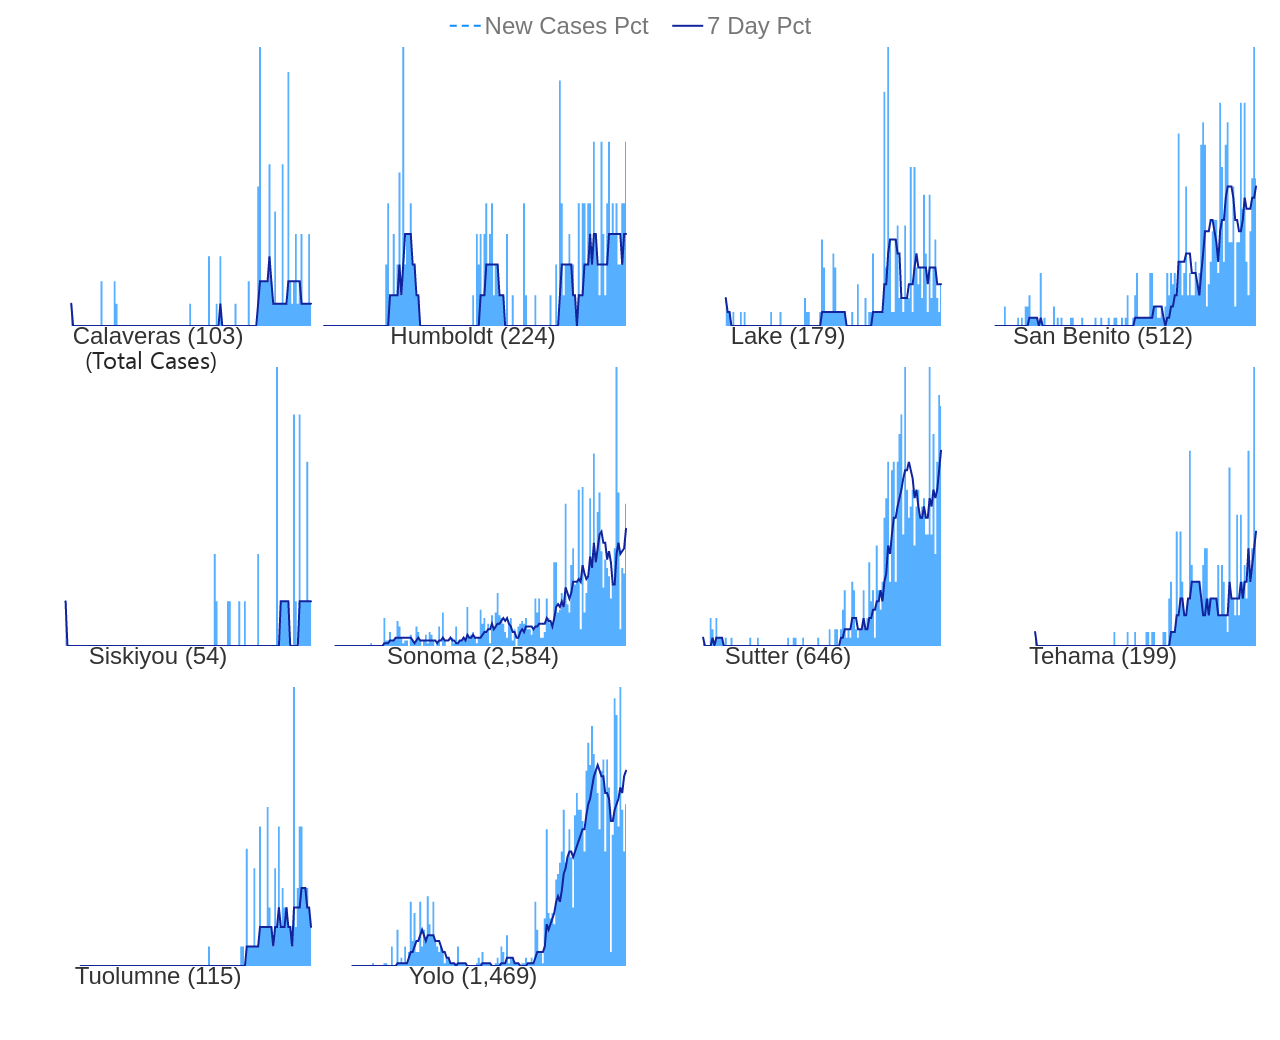 New Cases Pct 7 Day Pct
Calaveras (103) Humboldt (224) Lake (179) San Benito (512)
(Total Cases)
Siskiyou (54) Sonoma (2,584) Sutter (646) Tehama (199)
Tuolumne (115) Yolo (1,469)